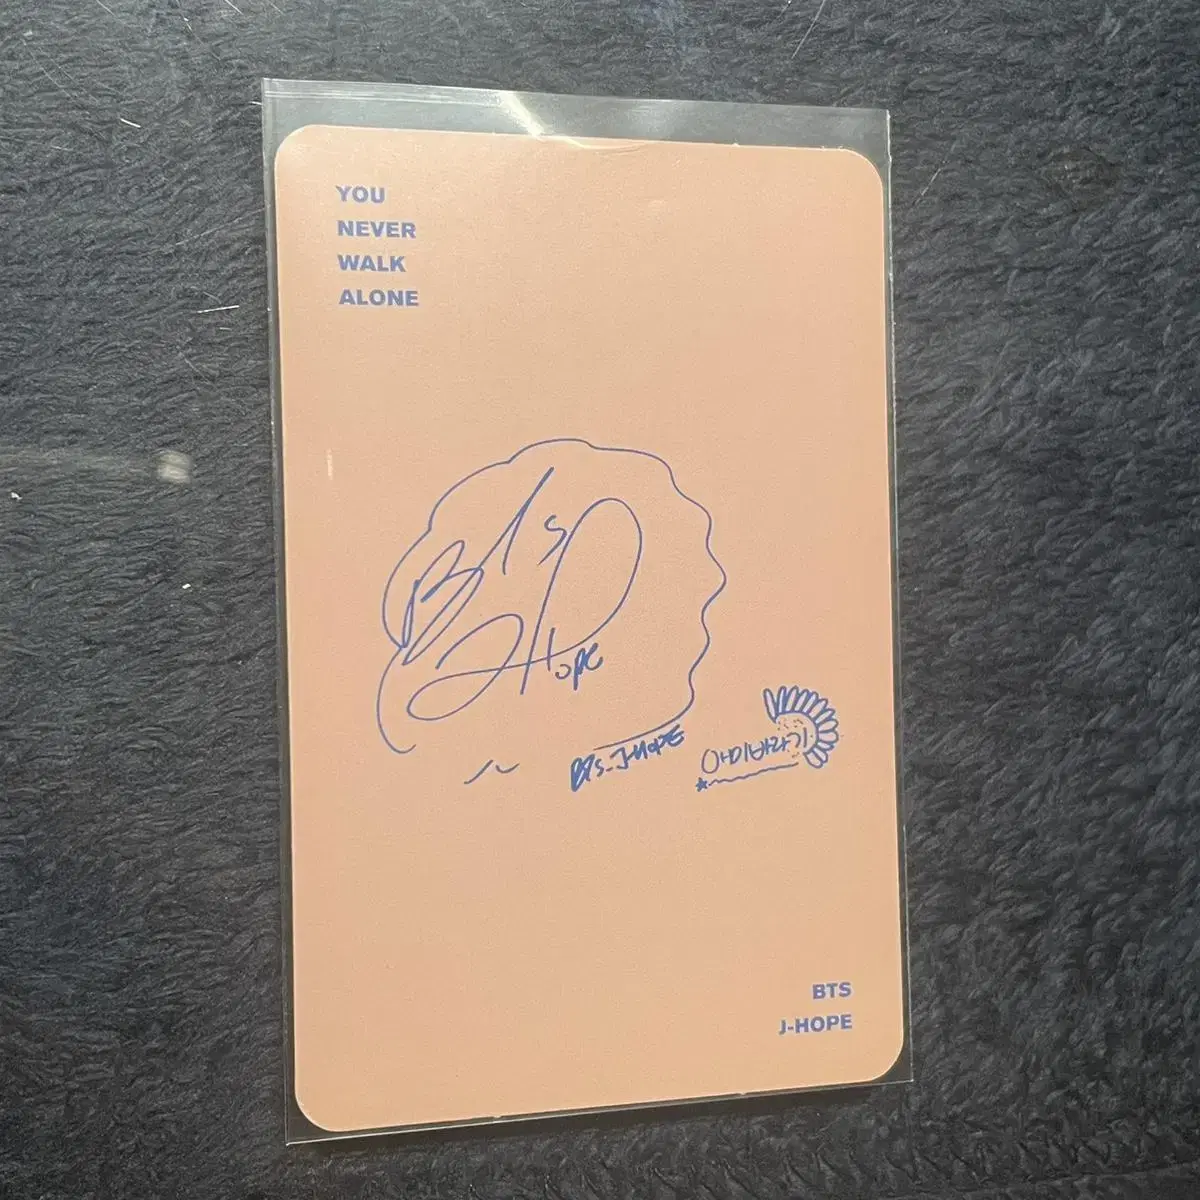 YOU
NEVER
WALK
ALONE
BTS
Hope
BTS_J-HOPE
BTS
J-HOPE